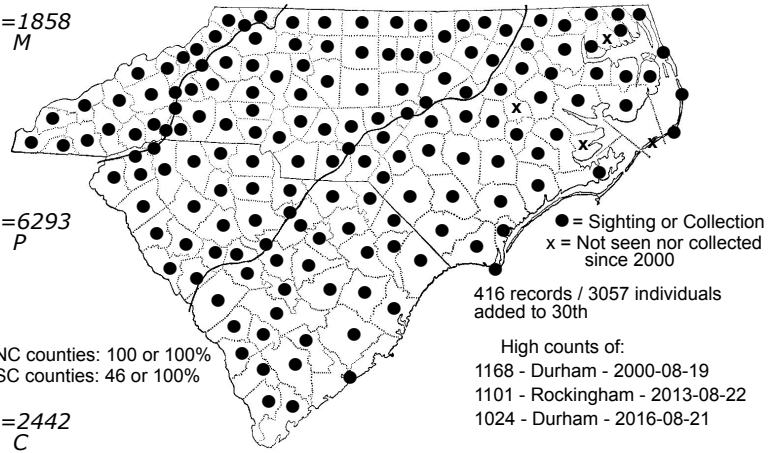 =1858
M
=6293
P
● = Sighting or Collection
x = Not seen nor collected
since 2000
416 records / 3057 individuals
added to 30th
NC counties: 100 or 100%
SC counties: 46 or 100%
High counts of:
1168 - Durham - 2000-08-19
1101 - Rockingham - 2013-08-22
1024 - Durham - 2016-08-21
=2442
C
x
x
x
x